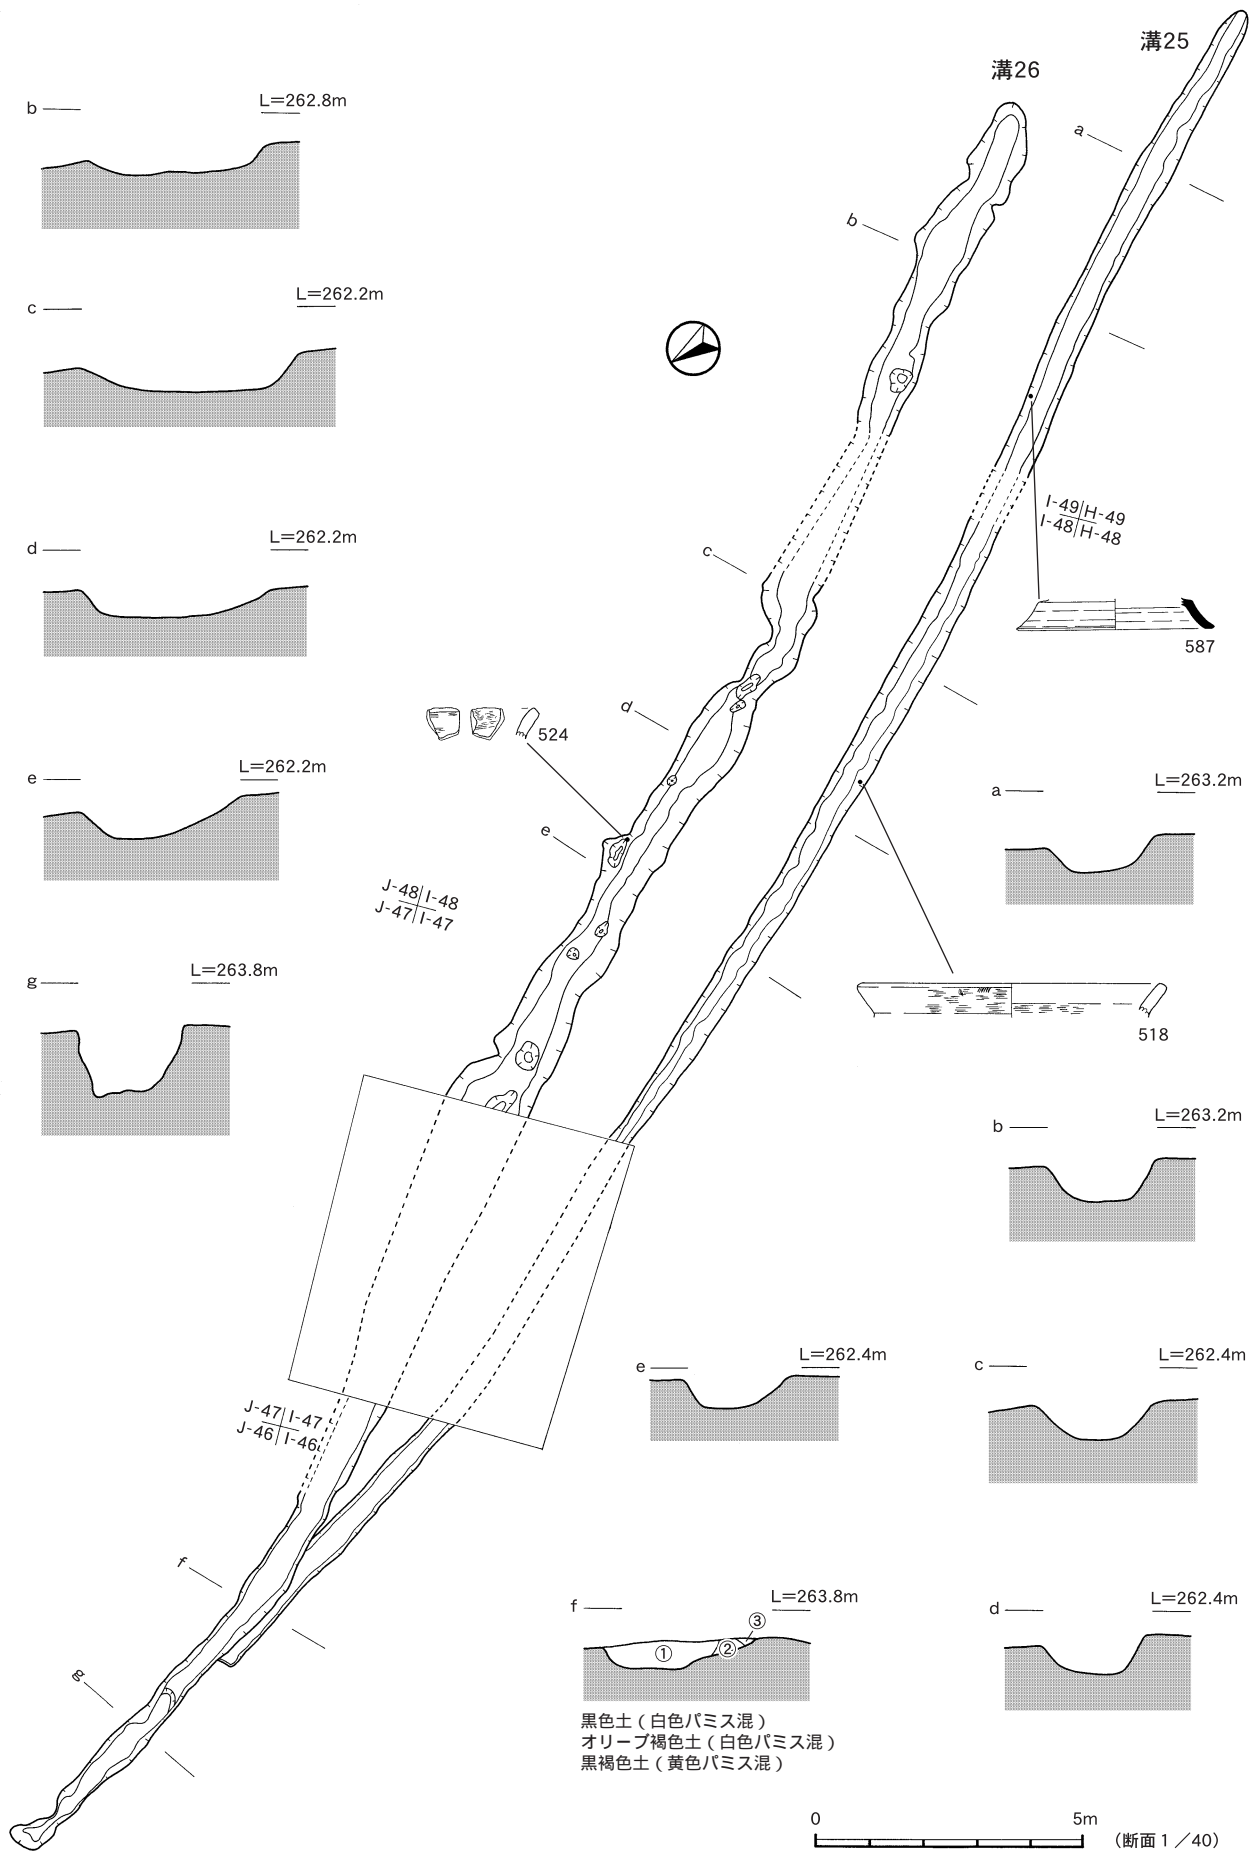 溝25
溝26
a
b
c
d
e
f
g
b
L=262.8m
c
L=262.2m
d
L=262.2m
e
L=262.2m
g
L=263.8m
I-49 H-49
I-48 H-48
587
524
J-48 I-48
J-47 I-47
518
a
L=263.2m
b
L=263.2m
c
L=262.4m
d
L=262.4m
e
L=262.4m
J-47 I-47
J-46 I-46
f
L=263.8m
① ② ③
黒色土(白色パミス混)
オリーブ褐色土(白色パミス混)
黒褐色土(黄色パミス混)
0 5m
(断面1/40)